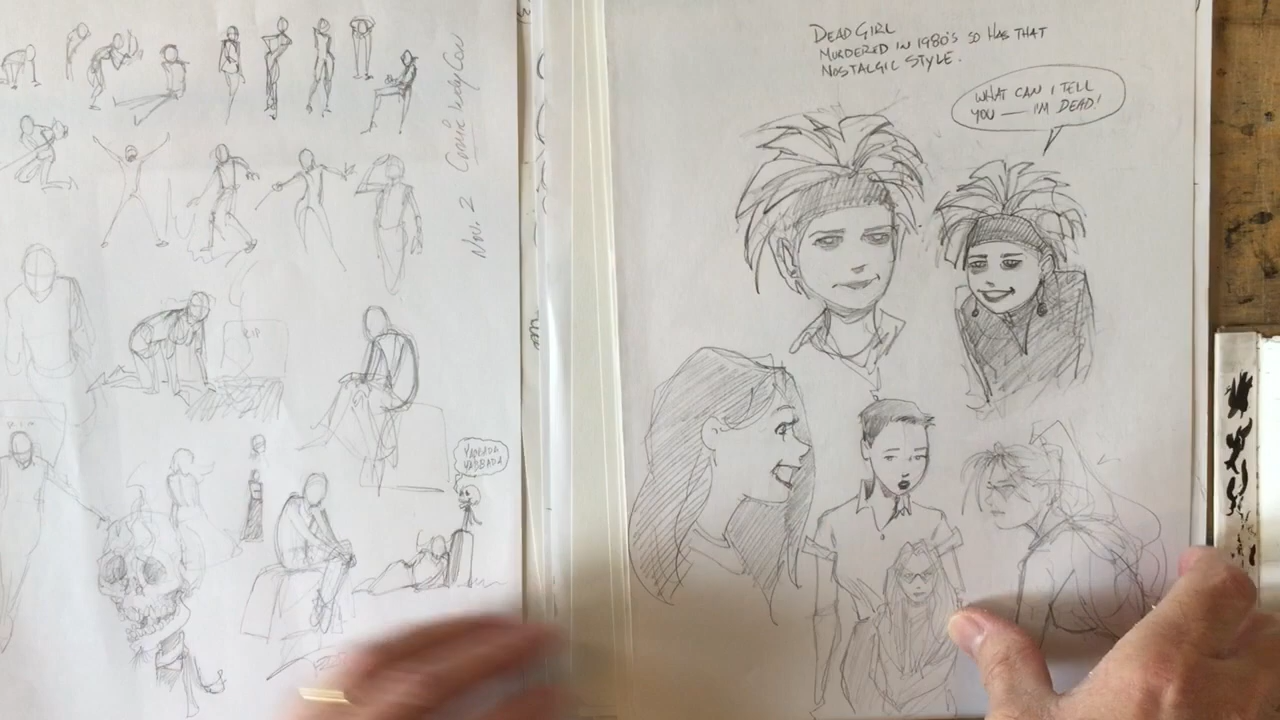 DEAD GIRL
MURDERED IN 1980'S SO HAS THAT
NOSTALGIC STYLE.
WHAT CAN I TELL
YOU — I'M DEAD!
Nov. 2
RIP
R.I.P.
YABBADA
YABBADA